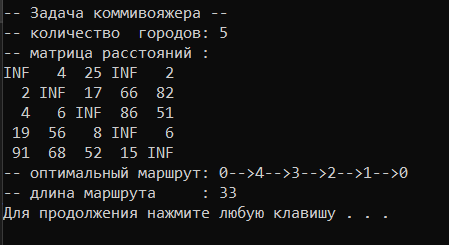 -- Задача коммивояжера --
-- количество  городов: 5
-- матрица расстояний :
INF   4  25 INF   2
  2 INF  17  66  82
  4   6 INF  86  51
 19  56   8 INF   6
 91  68  52  15 INF
-- оптимальный маршрут: 0-->4-->3-->2-->1-->0
-- длина маршрута     : 33
Для продолжения нажмите любую клавишу . . .